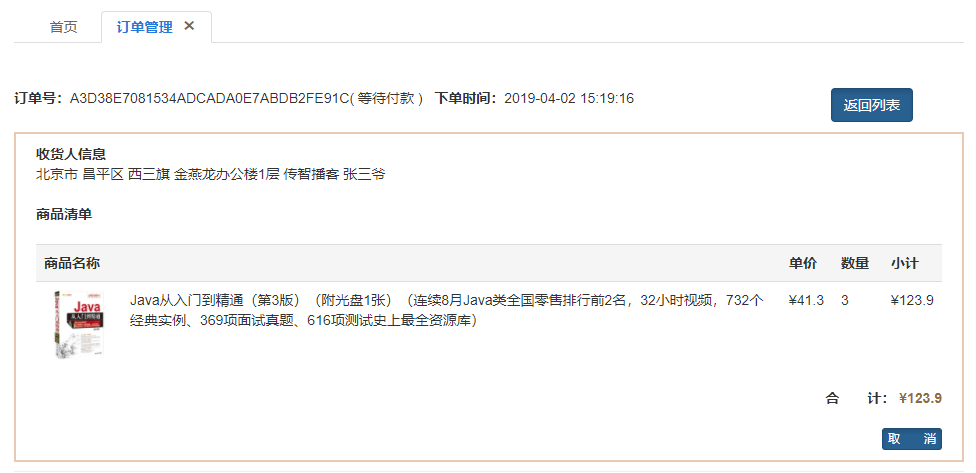 首页 订单管理 ✕
订单号：A3D38E7081534ADCADA0E7ABDB2FE91C( 等待付款 ) 下单时间：2019-04-02 15:19:16 返回列表
收货人信息
北京市 昌平区 西三旗 金燕龙办公楼1层 传智播客 张三爷
商品清单
商品名称 单价 数量 小计
Java
从入门到精通
Java从入门到精通（第3版）（附光盘1张）（连续8月Java类全国零售排行前2名，32小时视频，732个 ¥41.3 3 ¥123.9
经典实例、369项面试真题、616项测试史上最全资源库）
合 计： ¥123.9
取 消